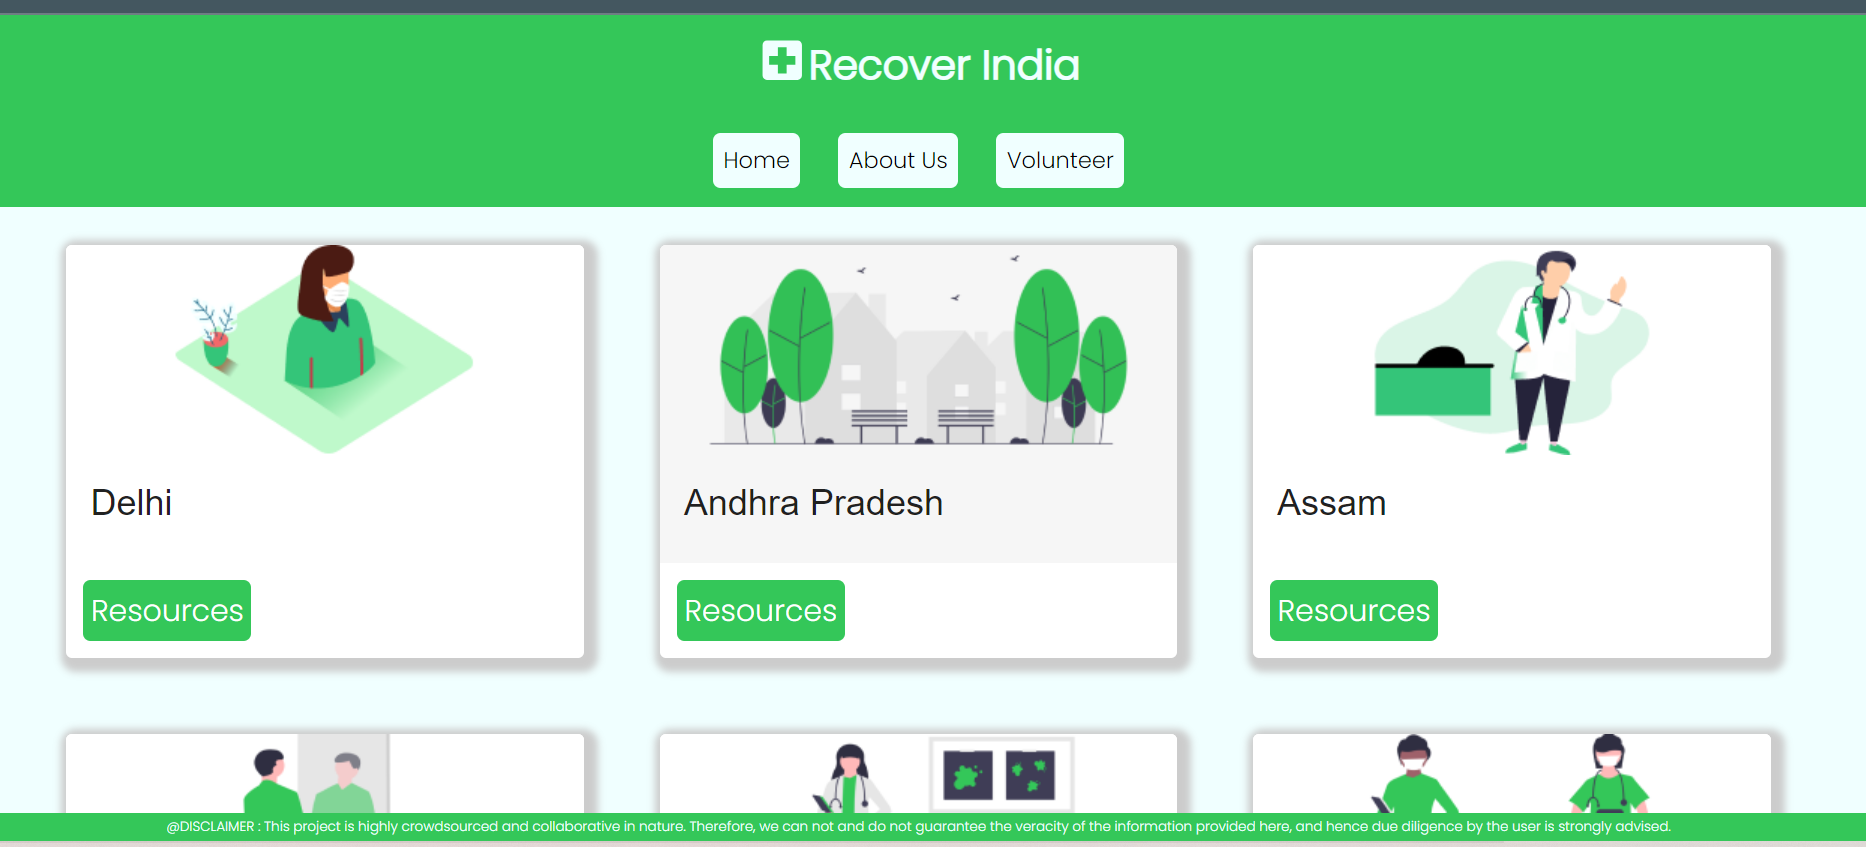 Recover India
Home About Us Volunteer
Delhi Andhra Pradesh Assam
Resources Resources Resources
@DISCLAIMER : This project is highly crowdsourced and collaborative in nature. Therefore, we can not and do not guarantee the veracity of the information provided here, and hence due diligence by the user is strongly advised.